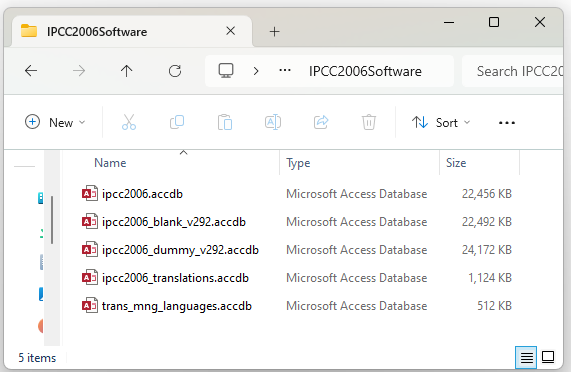 IPCC2006Software
IPCC2006Software
Search IPCC20
New
Sort
Name Type Size
ipcc2006.accdb Microsoft Access Database 22,456 KB
ipcc2006_blank_v292.accdb Microsoft Access Database 22,492 KB
ipcc2006_dummy_v292.accdb Microsoft Access Database 24,172 KB
ipcc2006_translations.accdb Microsoft Access Database 1,124 KB
trans_mng_languages.accdb Microsoft Access Database 512 KB
5 items